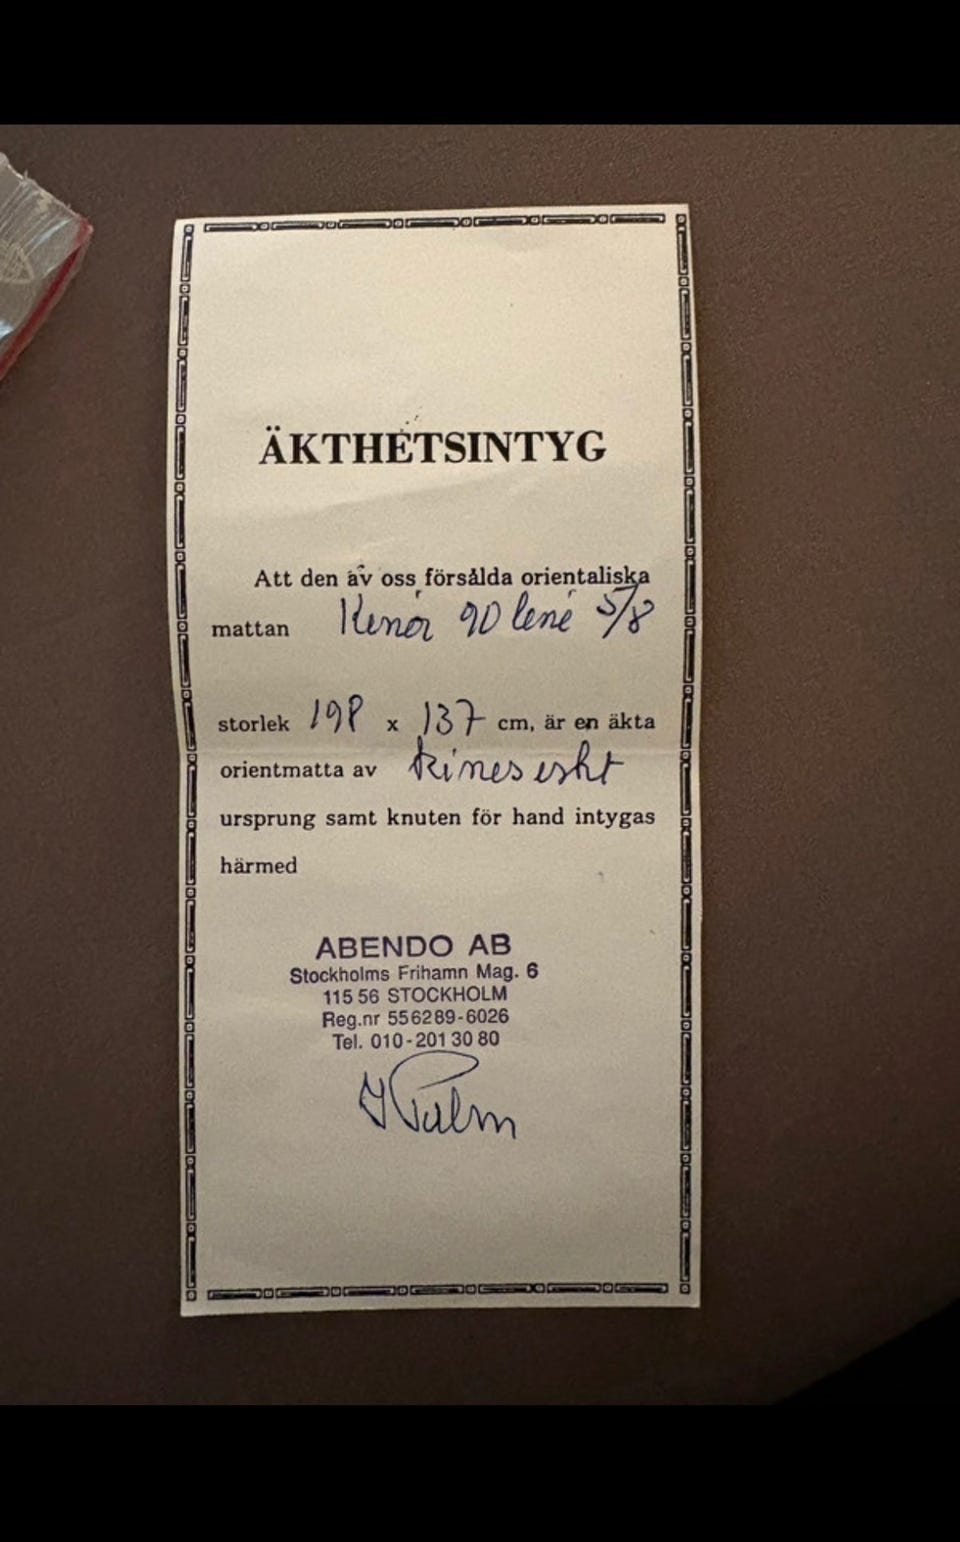 ÄKTHETSINTYG
Att den av oss försålda orientaliska
mattan 90 5/8
storlek 198 x 137 cm, är en äkta
orientmatta av kinesiskt
ursprung samt knuten för hand intygas
härmed
ABENDO AB
Stockholms Frihamn Mag. 6
115 56 STOCKHOLM
Reg.nr 556289-6026
Tel. 010-201 30 80